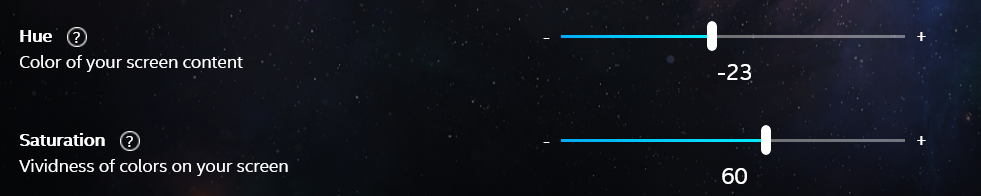 Hue ?
- +
Color of your screen content
-23
Saturation ?
- +
Vividness of colors on your screen
60